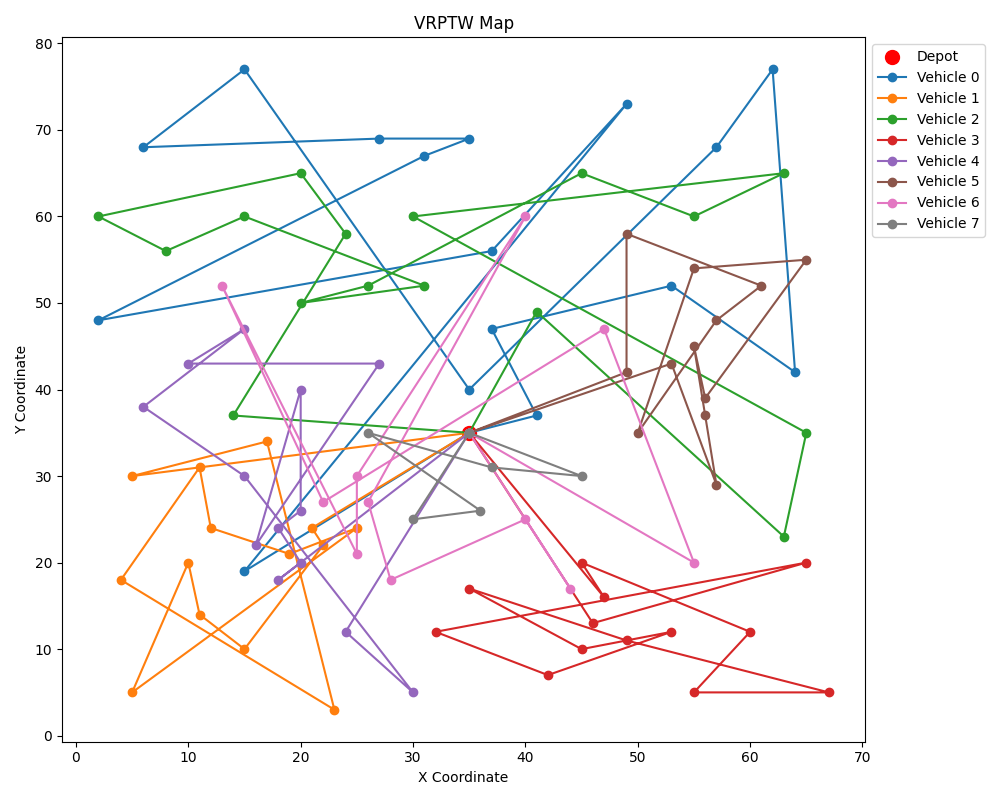 VRPTW Map
80
70
60
50
40
30
20
10
0
Y Coordinate
0 10 20 30 40 50 60 70
X Coordinate
Depot
Vehicle 0
Vehicle 1
Vehicle 2
Vehicle 3
Vehicle 4
Vehicle 5
Vehicle 6
Vehicle 7